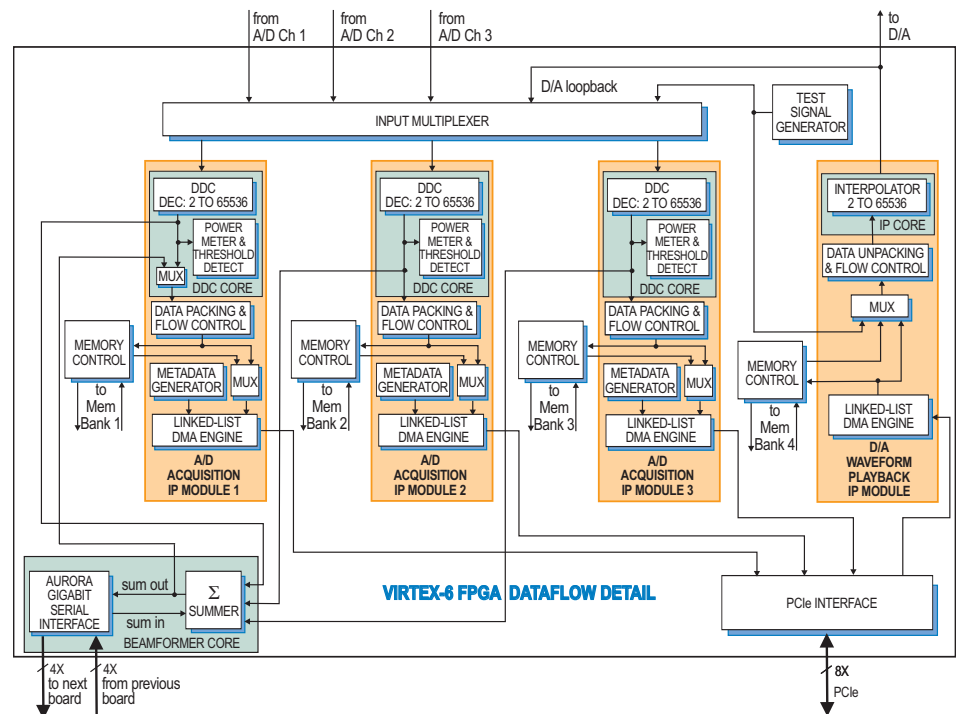 from
A/D Ch 1
from
A/D Ch 2
from
A/D Ch 3
to
D/A
D/A loopback
INPUT MULTIPLEXER
TEST
SIGNAL
GENERATOR
DDC
DEC: 2 TO 65536
POWER
METER &
THRESHOLD
DETECT
MUX
DDC CORE
DATA PACKING &
FLOW CONTROL
MEMORY
CONTROL
to
Mem
Bank 1
METADATA
GENERATOR
MUX
LINKED-LIST
DMA ENGINE
A/D
ACQUISITION
IP MODULE 1
DDC
DEC: 2 TO 65536
POWER
METER &
THRESHOLD
DETECT
DDC CORE
DATA PACKING &
FLOW CONTROL
MEMORY
CONTROL
to
Mem
Bank 2
METADATA
GENERATOR
MUX
LINKED-LIST
DMA ENGINE
A/D
ACQUISITION
IP MODULE 2
DDC
DEC: 2 TO 65536
POWER
METER &
THRESHOLD
DETECT
DDC CORE
DATA PACKING &
FLOW CONTROL
MEMORY
CONTROL
to
Mem
Bank 3
METADATA
GENERATOR
MUX
LINKED-LIST
DMA ENGINE
A/D
ACQUISITION
IP MODULE 3
INTERPOLATOR
2 TO 65536
IP CORE
DATA UNPACKING
& FLOW CONTROL
MUX
MEMORY
CONTROL
to
Mem
Bank 4
LINKED-LIST
DMA ENGINE
D/A
WAVEFORM
PLAYBACK
IP MODULE
AURORA
GIGABIT
SERIAL
INTERFACE
sum out
sum in
Σ
SUMMER
BEAMFORMER CORE
VIRTEX-6 FPGA DATAFLOW DETAIL
PCIe INTERFACE
4X
to next
board
4X
from previous
board
8X
PCIe